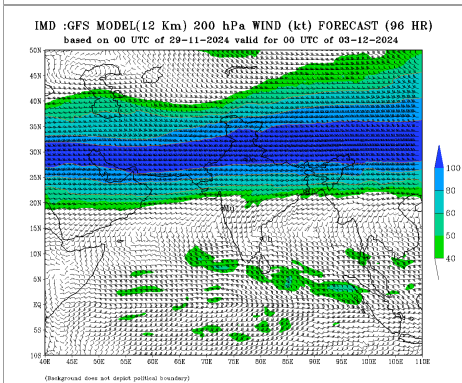 IMD :GFS MODEL(12 Km) 200 hPa WIND (kt) FORECAST (96 HR)
based on 00 UTC of 29-11-2024 valid for 00 UTC of 03-12-2024
50N
45N
40N
35N
30N
25N
20N
15N
10N
5N
EQ
5S
10S
100
80
60
50
40
40E 45E 50E 55E 60E 65E 70E 75E 80E 85E 90E 95E 100E 105E 110E
(Background does not depict political boundary)